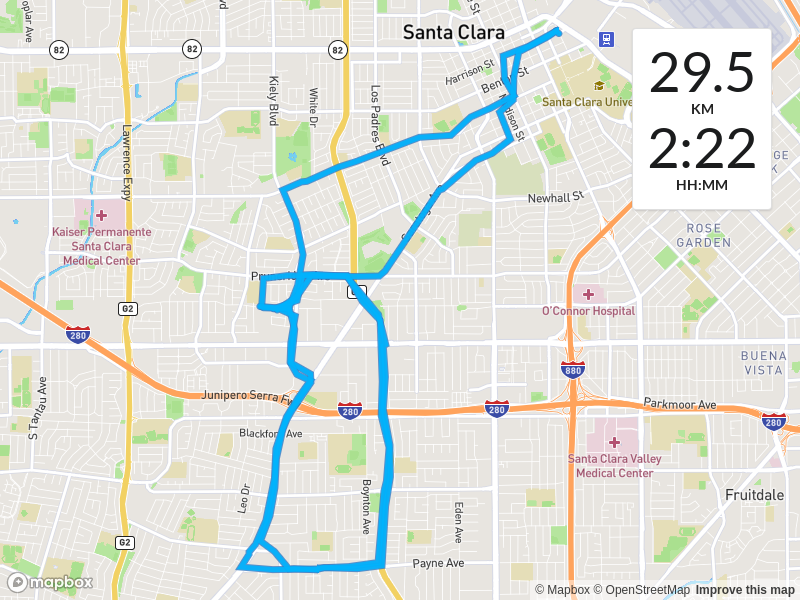 oplar Av
82
82
82
Santa Clara
Harrison St
Benton St
Madison St
Santa Clara Unive
29.5
KM
2:22
HH:MM
Kiely Blvd
White Dr
Los Padres Blvd
Lawrence Expy
Kaiser Permanente
Santa Clara
Medical Center
Newhall St
ROSE
GARDEN
G2
O'Connor Hospital
280
BUENA
VISTA
880
Junipero Serra Fw
280
280
Parkmoor Ave
280
S Tantau Ave
Blackford Ave
Santa Clara Valley
Medical Center
Leo Dr
Boynton Ave
Eden Ave
Fruitdale
G2
Payne Ave
mapbox
© Mapbox © OpenStreetMap Improve this map